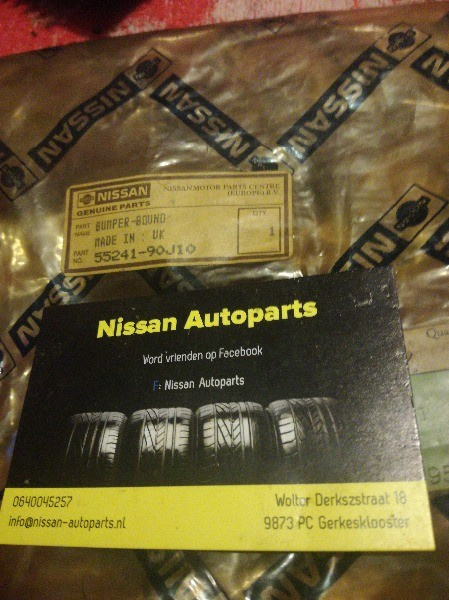 NISSAN
NISSAN
NISSAN
NISSAN
NISSAN
NISSAN MOTOR PARTS CENTRE
(EUROPE) B.V.
GENUINE PARTS
PART NAME BUMPER-BOUND
MADE IN : UK
QTY
1
PART NO. 55241-90J10
NISSAN
NISSAN
Nissan Autoparts
Word vrienden op Facebook
F: Nissan Autoparts
0640045257
info@nissan-autoparts.nl
Wolter Derkszstraat 18
9873 PC Gerkesklooster